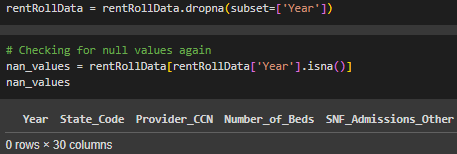 rentRollData = rentRollData.dropna(subset=['Year'])
# Checking for null values again
nan_values = rentRollData[rentRollData['Year'].isna()]
nan_values
Year State_Code Provider_CCN Number_of_Beds SNF_Admissions_Other
0 rows × 30 columns